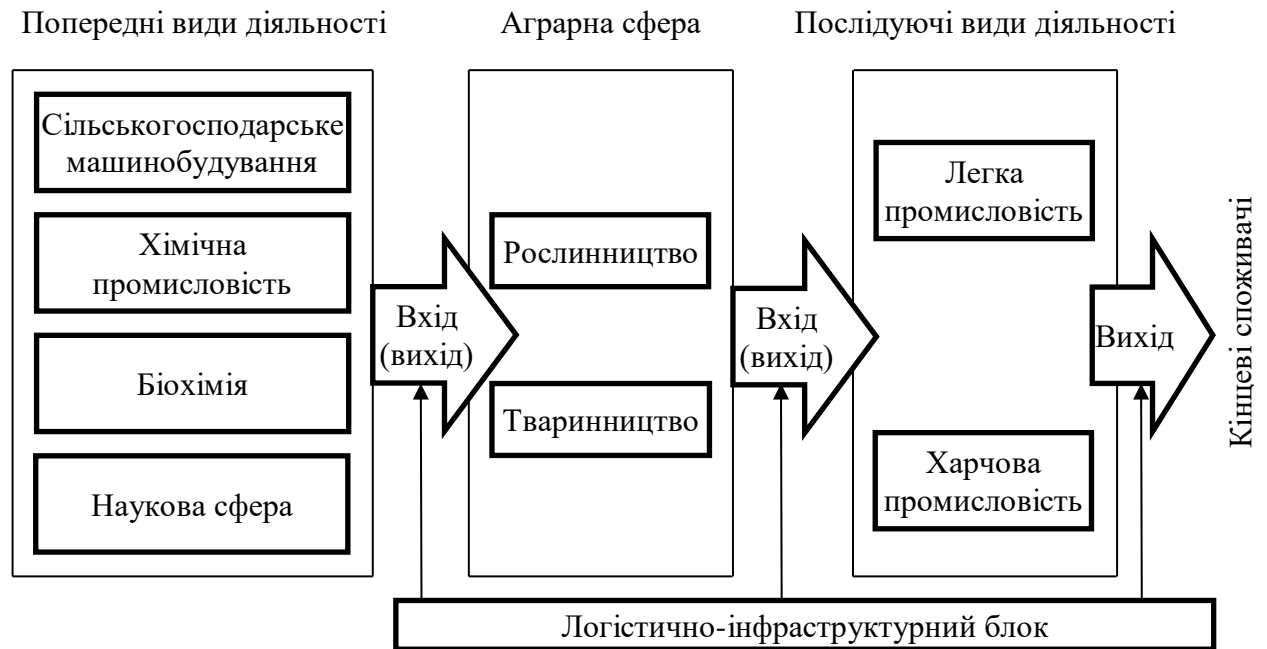 Попередні види діяльності
Аграрна сфера
Послідуючі види діяльності
Сільськогосподарське
машинобудування
Хімічна
промисловість
Біохімія
Наукова сфера
Вхід
(вихід)
Рослинництво
Тваринництво
Вхід
(вихід)
Легка
промисловість
Харчова
промисловість
Вихід
Кінцеві споживачі
Логістично-інфраструктурний блок